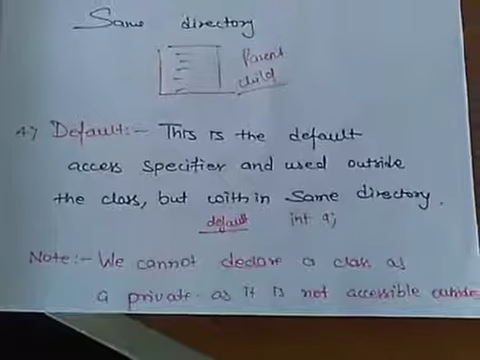 Same directory
Parent
child
4) Default:- This is the default
access specifier and used outside
the class, but with in same directory.
default int a;
Note:- We cannot declare a class as
a private as it is not accessible outside